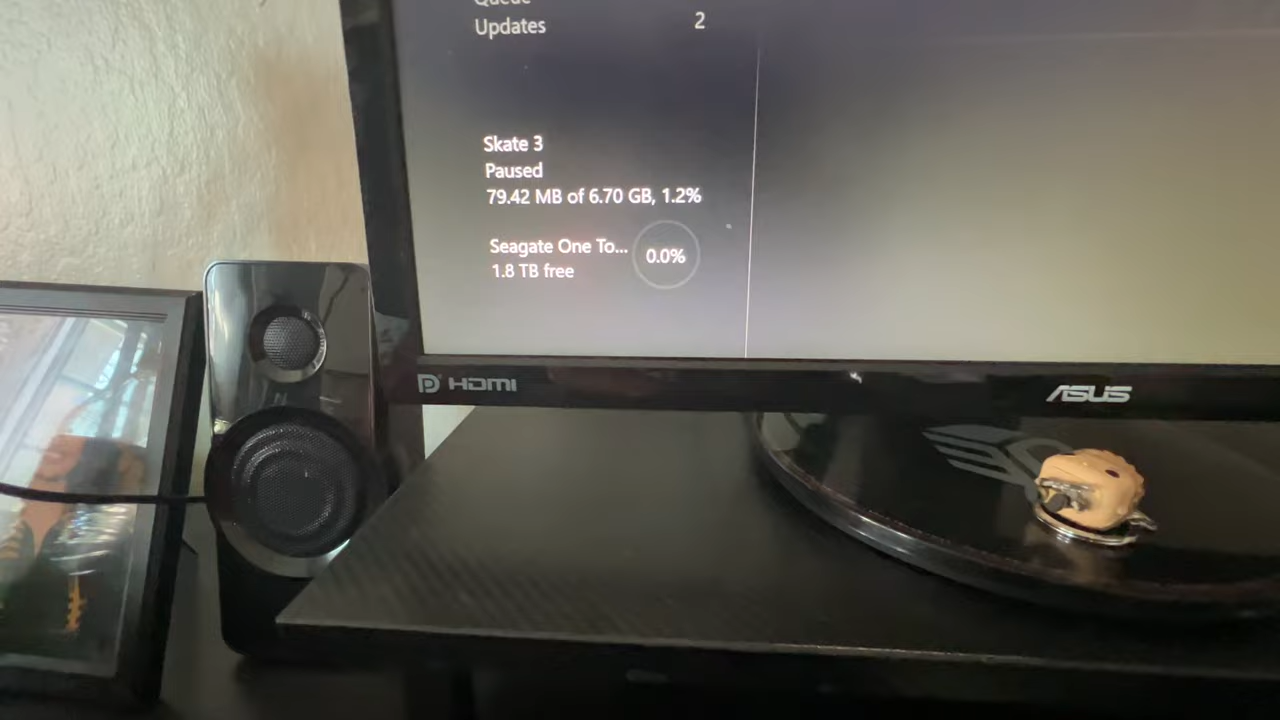 Queue
Updates 2
Skate 3
Paused
79.42 MB of 6.70 GB, 1.2%
Seagate One To...
1.8 TB free
0.0%
HDMI
ASUS